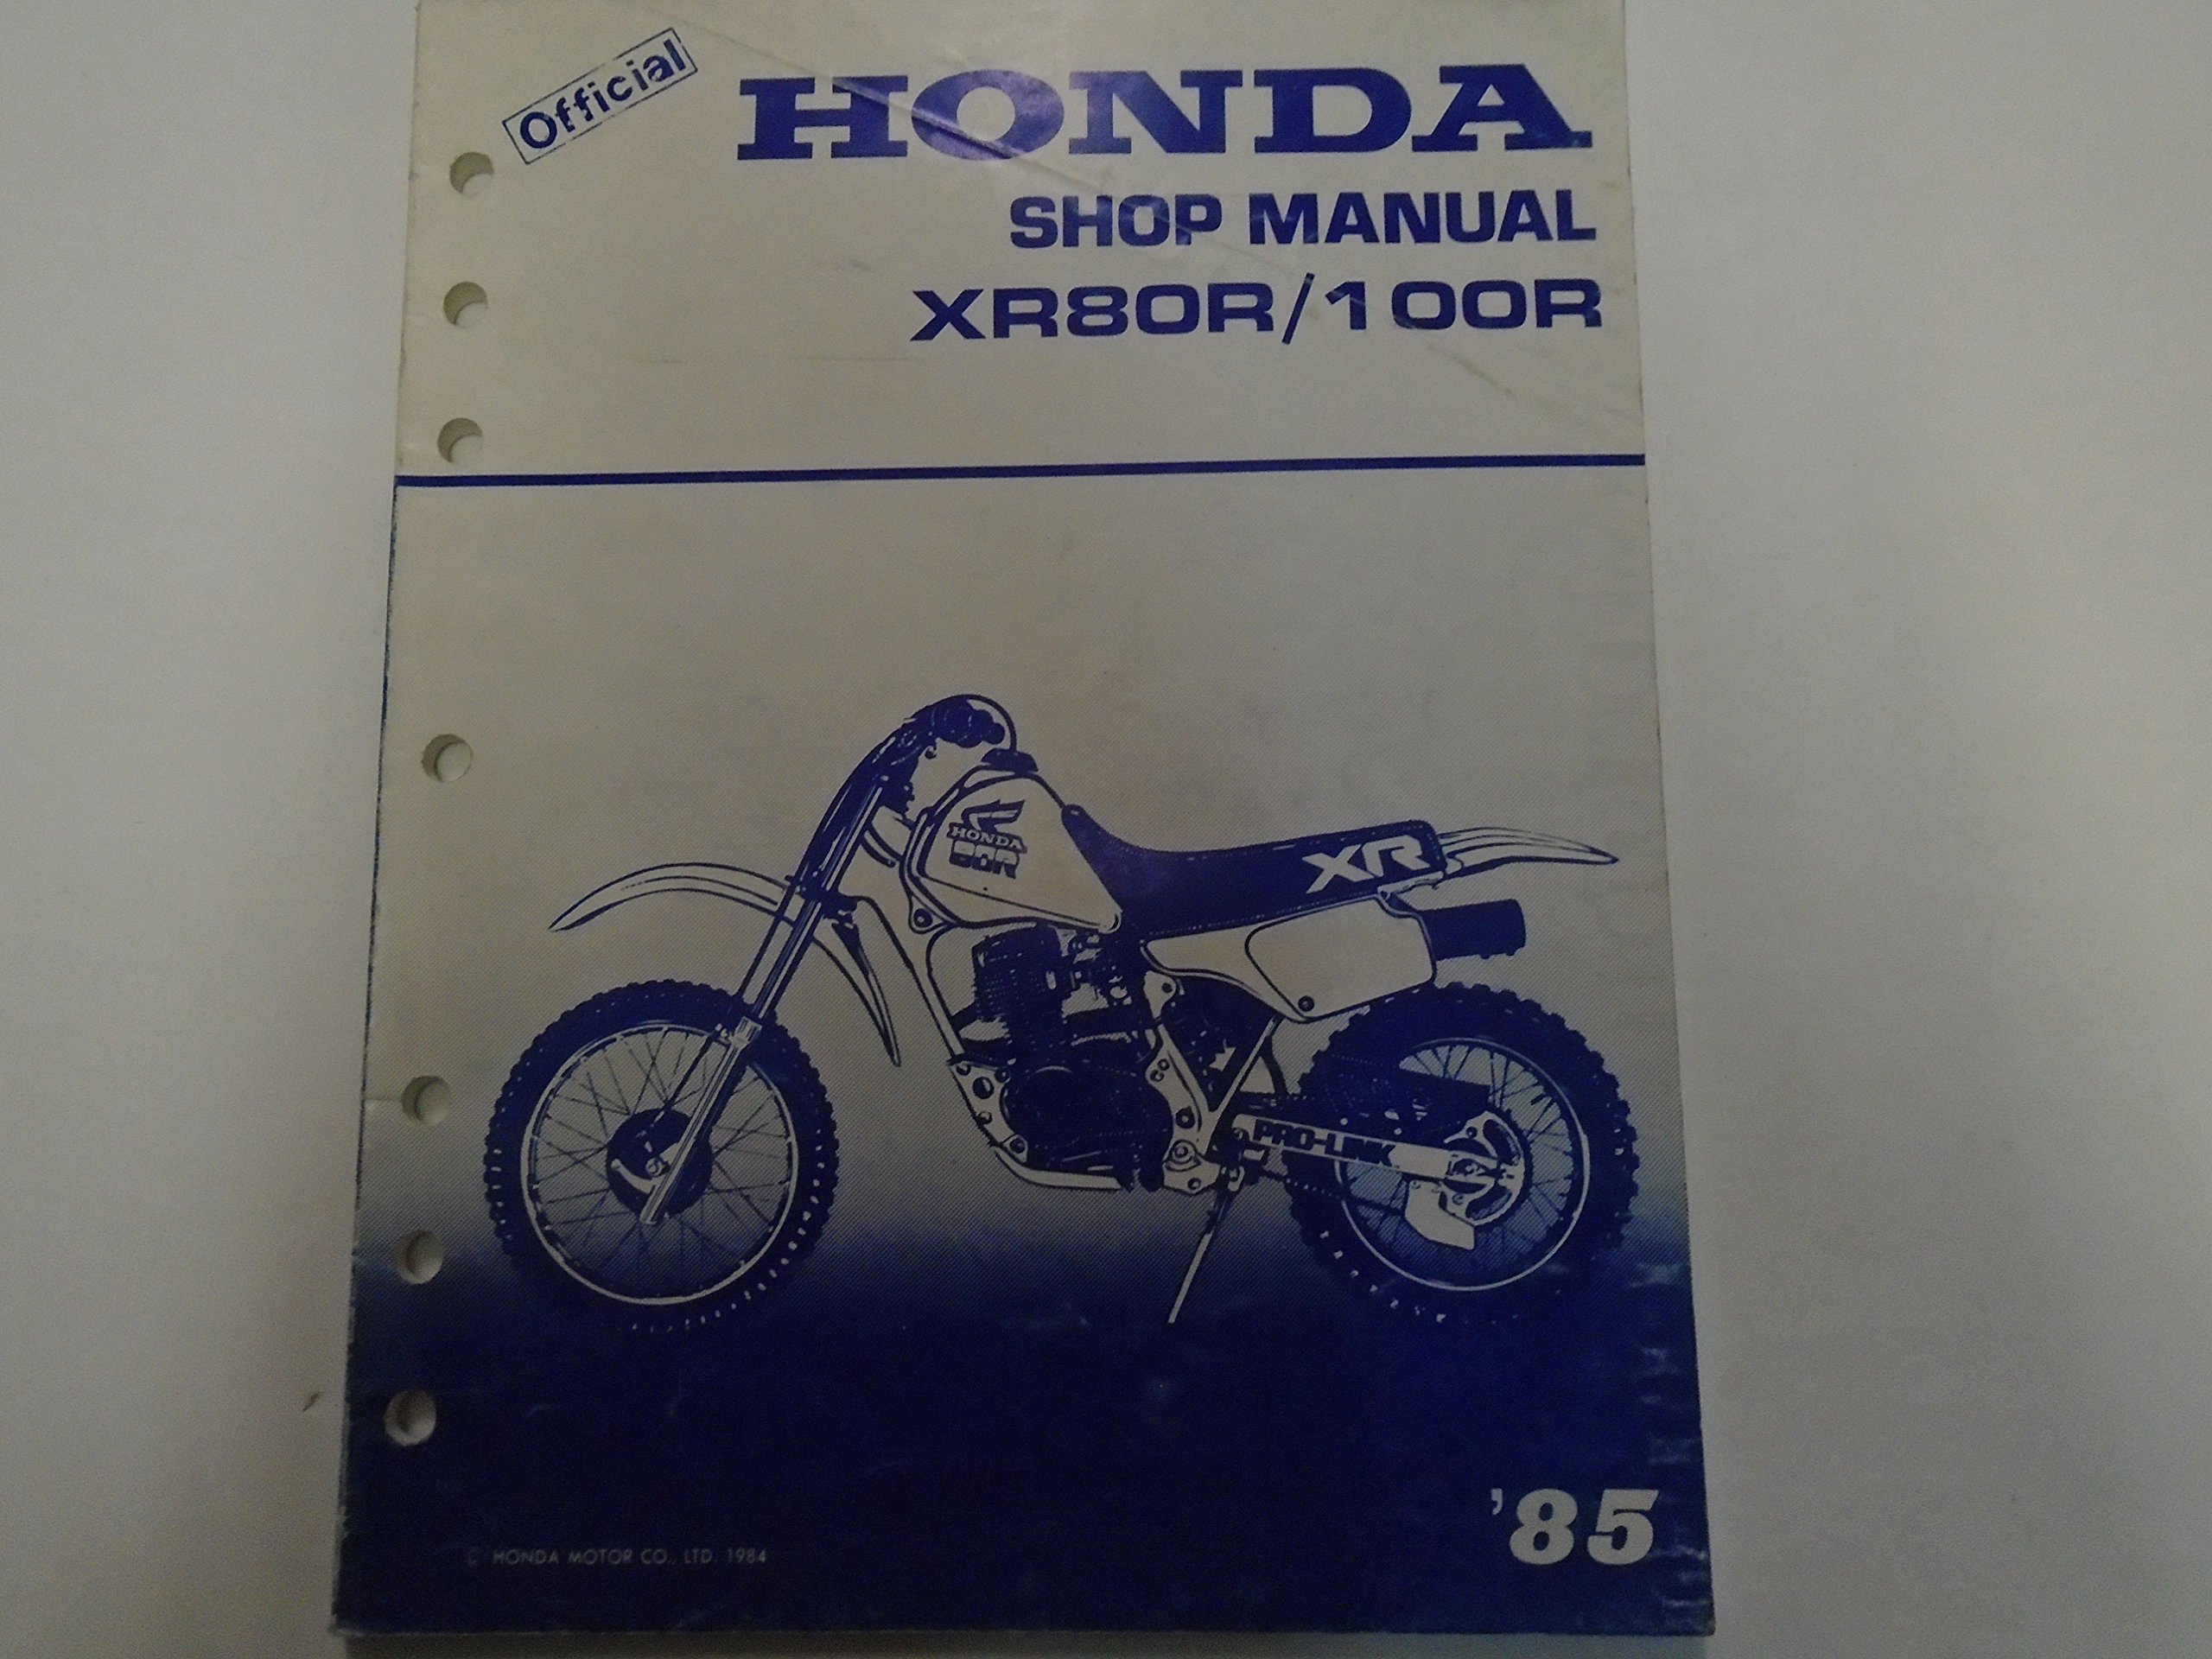 Official
HONDA
SHOP MANUAL
XR80R/100R
HONDA
80R
XR
PRO-LINK
'85
© HONDA MOTOR CO., LTD. 1984